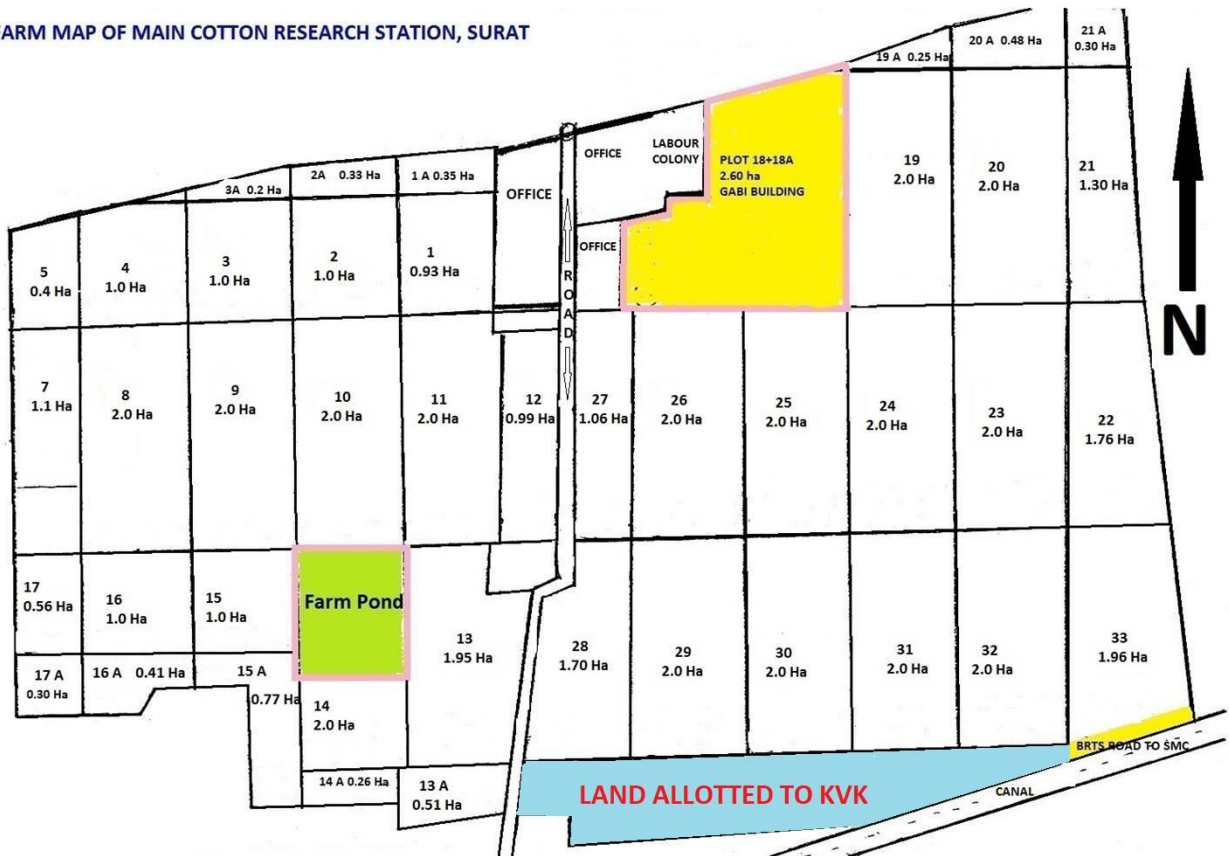 FARM MAP OF MAIN COTTON RESEARCH STATION, SURAT
19 A 0.25 Ha
20 A 0.48 Ha
21 A
0.30 Ha
3A 0.2 Ha
2A 0.33 Ha
1 A 0.35 Ha
OFFICE
OFFICE
LABOUR
COLONY
PLOT 18+18A
2.60 ha
GABI BUILDING
19
2.0 Ha
20
2.0 Ha
21
1.30 Ha
5
0.4 Ha
4
1.0 Ha
3
1.0 Ha
2
1.0 Ha
1
0.93 Ha
OFFICE
ROAD
N
7
1.1 Ha
8
2.0 Ha
9
2.0 Ha
10
2.0 Ha
11
2.0 Ha
12
0.99 Ha
27
1.06 Ha
26
2.0 Ha
25
2.0 Ha
24
2.0 Ha
23
2.0 Ha
22
1.76 Ha
17
0.56 Ha
16
1.0 Ha
15
1.0 Ha
Farm Pond
13
1.95 Ha
28
1.70 Ha
29
2.0 Ha
30
2.0 Ha
31
2.0 Ha
32
2.0 Ha
33
1.96 Ha
17 A
0.30 Ha
16 A 0.41 Ha
15 A
0.77 Ha
14
2.0 Ha
14 A 0.26 Ha
13 A
0.51 Ha
LAND ALLOTTED TO KVK
BRTS ROAD TO SMC
CANAL